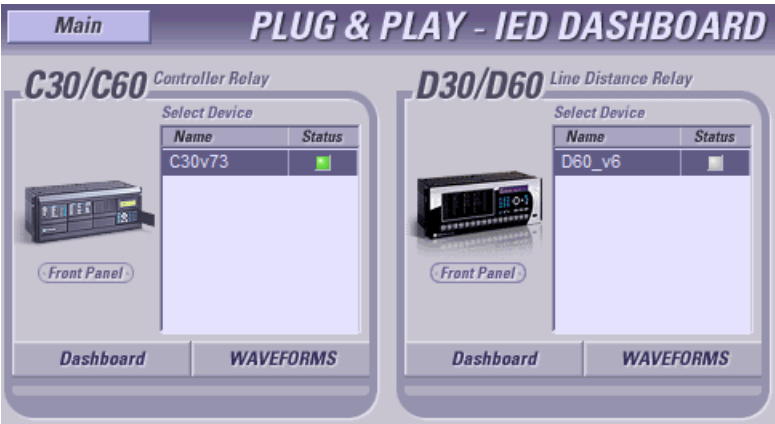 Main
PLUG & PLAY - IED DASHBOARD
C30/C60 Controller Relay
Select Device
Name Status
C30v73
Front Panel
Dashboard WAVEFORMS
D30/D60 Line Distance Relay
Select Device
Name Status
D60_v6
Front Panel
Dashboard WAVEFORMS